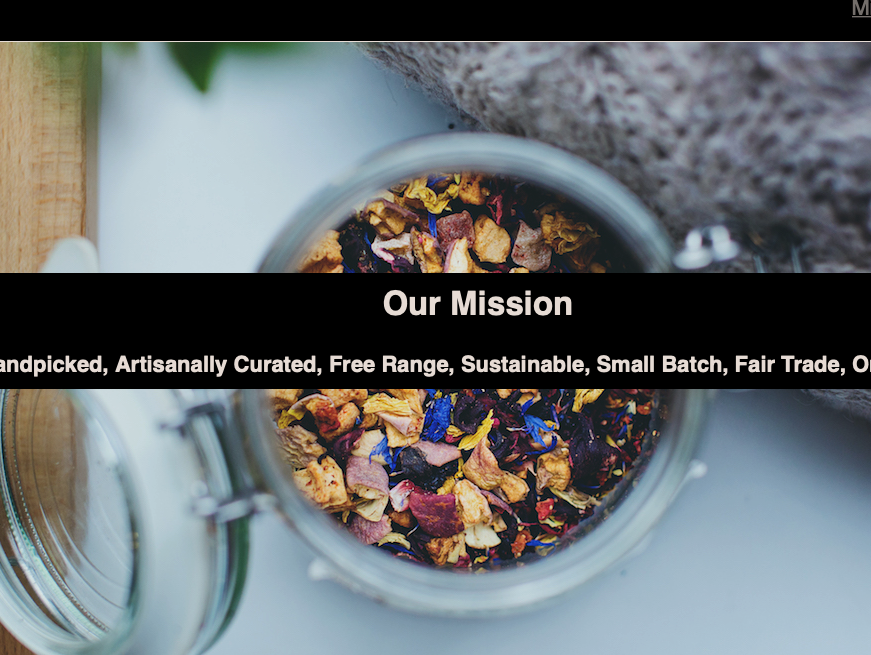 M
Our Mission
andpicked, Artisanally Curated, Free Range, Sustainable, Small Batch, Fair Trade, Or